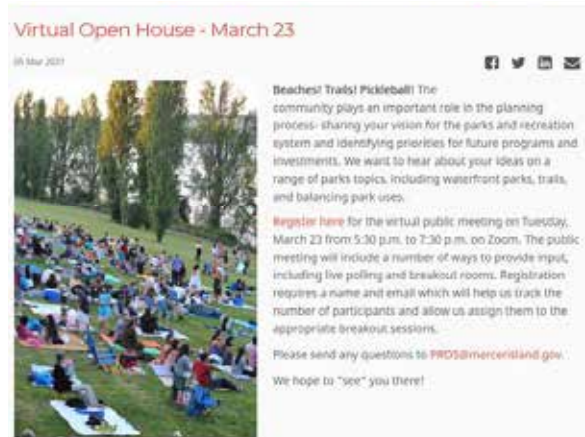 Virtual Open House - March 23
05 Mar 2021
Beaches! Trails! Pickleball! The
community plays an important role in the planning
process- sharing your vision for the parks and recreation
system and identifying priorities for future programs and
investments. We want to hear about your ideas on a
range of parks topics, including waterfront parks, trails,
and balancing park uses.
Register here for the virtual public meeting on Tuesday,
March 23 from 5:30 p.m. to 7:30 p.m. on Zoom. The public
meeting will include a number of ways to provide input,
including live polling and breakout rooms. Registration
requires a name and email which will help us track the
number of participants and allow us assign them to the
appropriate breakout sessions.
Please send any questions to PROS@mercerisland.gov.
We hope to "see" you there!